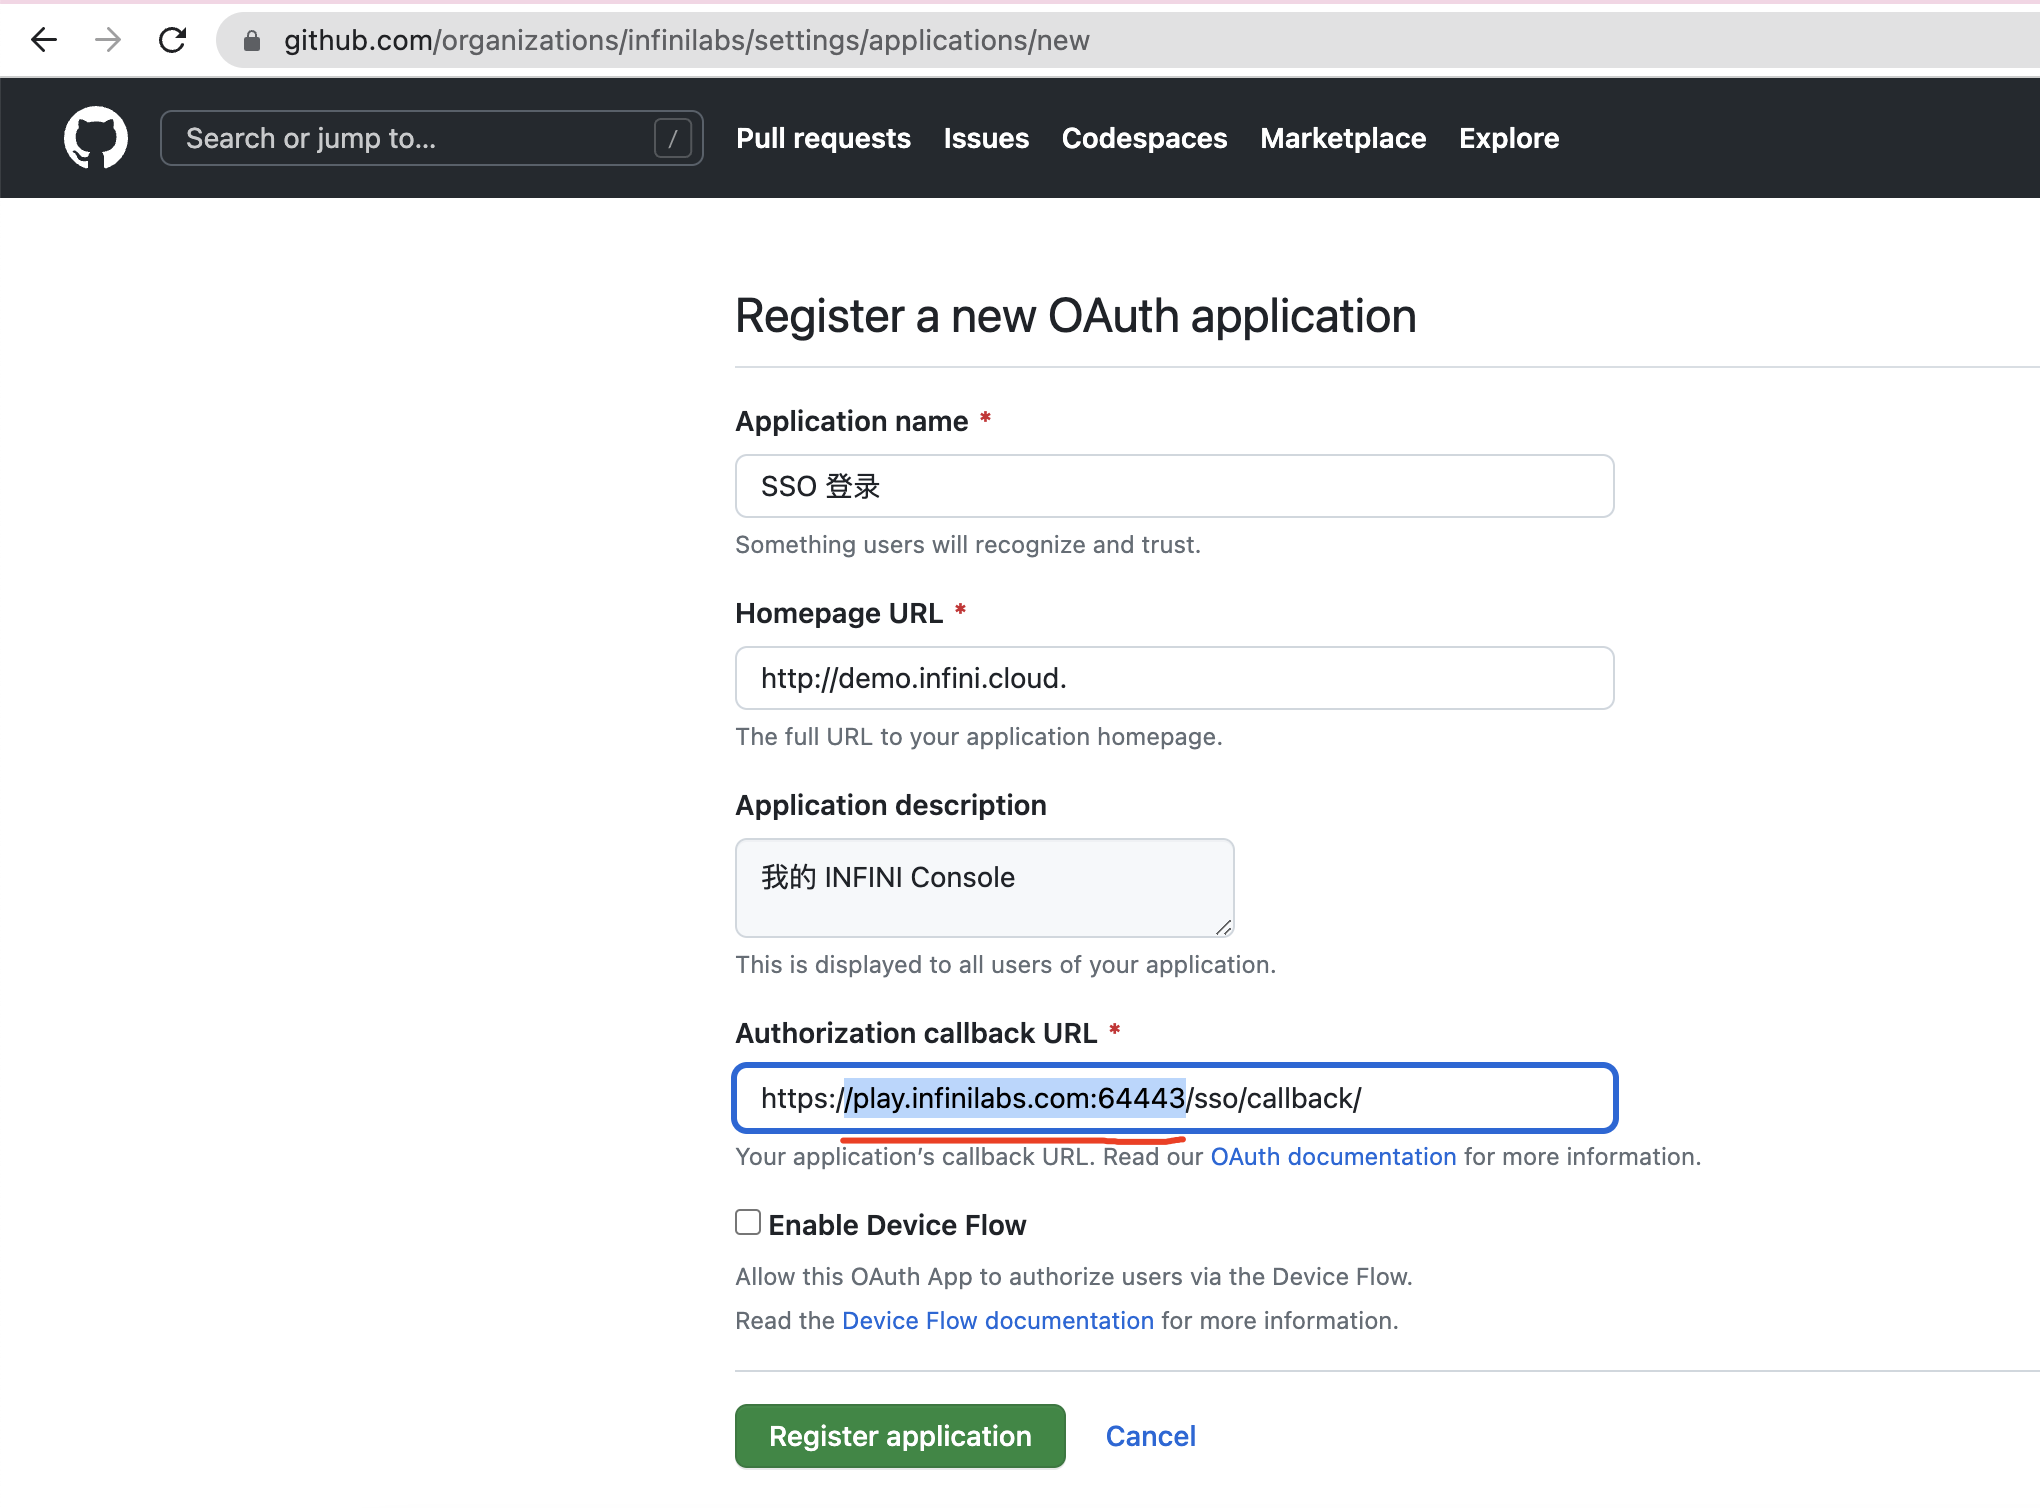 github.com/organizations/infinilabs/settings/applications/new
Search or jump to... / Pull requests Issues Codespaces Marketplace Explore
Register a new OAuth application
Application name *
SSO 登录
Something users will recognize and trust.
Homepage URL *
http://demo.infini.cloud.
The full URL to your application homepage.
Application description
我的 INFINI Console
This is displayed to all users of your application.
Authorization callback URL *
https://play.infinilabs.com:64443/sso/callback/
Your application’s callback URL. Read our OAuth documentation for more information.
Enable Device Flow
Allow this OAuth App to authorize users via the Device Flow.
Read the Device Flow documentation for more information.
Register application Cancel